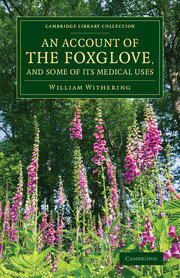 CAMBRIDGE LIBRARY COLLECTION
AN ACCOUNT OF
THE FOXGLOVE,
AND SOME OF ITS MEDICAL USES
William Withering
CAMBRIDGE